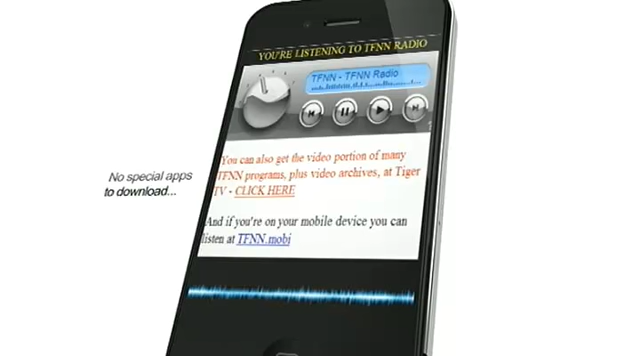 YOU'RE LISTENING TO TFNN RADIO
TFNN - TFNN Radio
You can also get the video portion of many
TFNN programs, plus video archives, at Tiger
TV - CLICK HERE
And if you're on your mobile device you can
listen at TFNN.mobi
No special apps
to download...